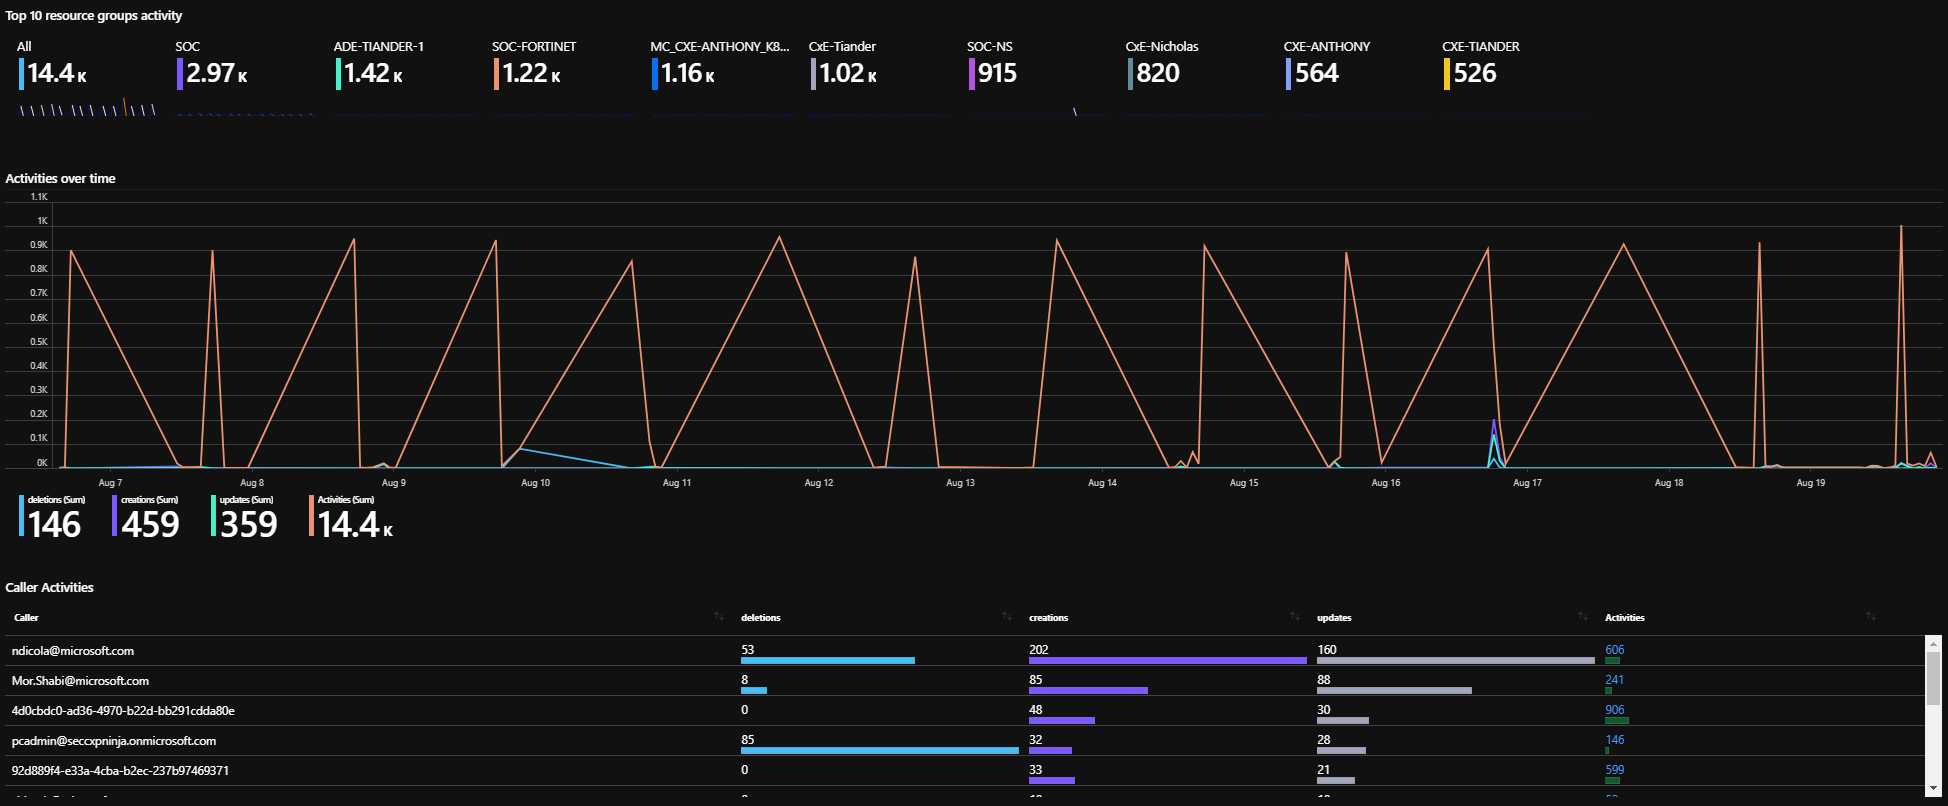 Top 10 resource groups activity
All SOC ADE-TIANDER-1 SOC-FORTINET MC_CXE-ANTHONY_K8... CxE-Tiander SOC-NS CxE-Nicholas CXE-ANTHONY CXE-TIANDER
14.4 K 2.97 K 1.42 K 1.22 K 1.16 K 1.02 K 915 820 564 526
Activities over time
1.1K
1K
0.9K
0.8K
0.7K
0.6K
0.5K
0.4K
0.3K
0.2K
0.1K
0K
Aug 7 Aug 8 Aug 9 Aug 10 Aug 11 Aug 12 Aug 13 Aug 14 Aug 15 Aug 16 Aug 17 Aug 18 Aug 19
deletions (Sum) creations (Sum) updates (Sum) Activities (Sum)
146 459 359 14.4 K
Caller Activities
Caller deletions creations updates Activities
ndicola@microsoft.com 53 202 160 606
Mor.Shabi@microsoft.com 8 85 88 241
4d0cbdc0-ad36-4970-b22d-bb291cdda80e 0 48 30 906
pcadmin@seccxpninja.onmicrosoft.com 85 32 28 146
92d889f4-e33a-4cba-b2ec-237b97469371 0 33 21 599